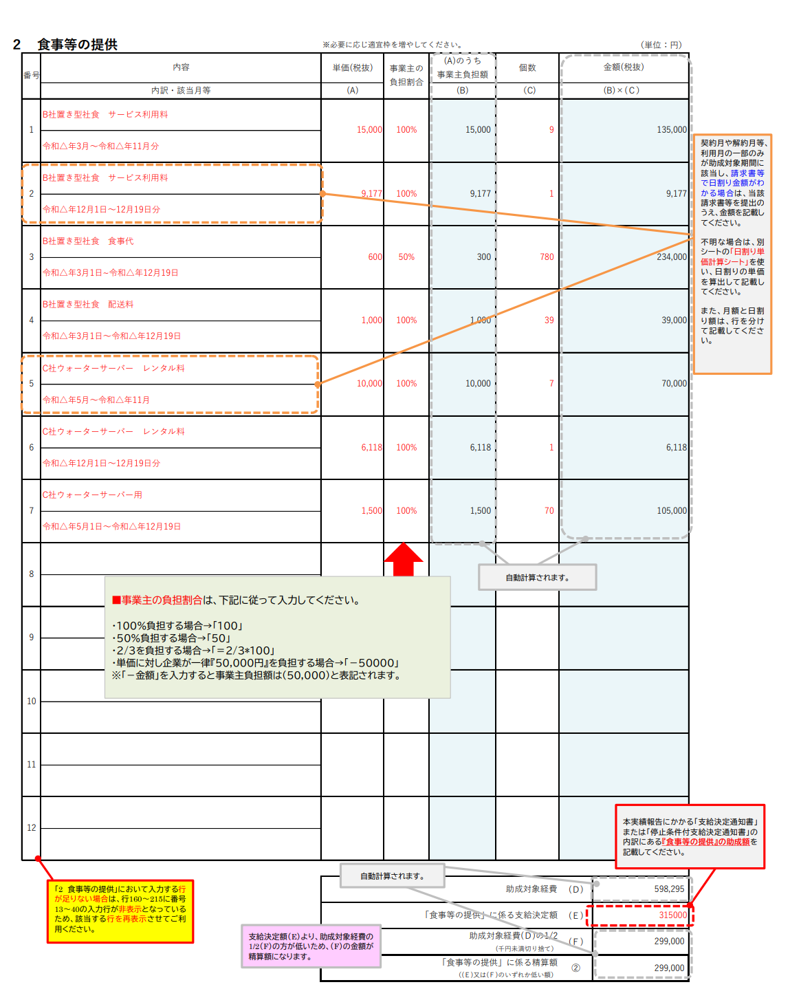 2　食事等の提供
※必要に応じ適宜枠を増やしてください。
（単位：円）
番号
内容
単価(税抜)
事業主の
負担割合
(A)のうち
事業主負担額
個数
金額(税抜)
内訳・該当月等
(A)
(B)
(C)
(B)×(C)
1
B社置き型社食　サービス利用料
15,000
100%
15,000
9
135,000
令和△年3月～令和△年11月分
2
B社置き型社食　サービス利用料
9,177
100%
9,177
1
9,177
令和△年12月1日～12月19日分
3
B社置き型社食　食事代
600
50%
300
780
234,000
令和△年3月1日~令和△年12月19日
4
B社置き型社食　配送料
1,000
100%
1,000
39
39,000
令和△年3月1日～令和△年12月19日
5
C社ウォーターサーバー　レンタル料
10,000
100%
10,000
7
70,000
令和△年5月～令和△年11月
6
C社ウォーターサーバー　レンタル料
6,118
100%
6,118
1
6,118
令和△年12月1日～12月19日分
7
C社ウォーターサーバー用
1,500
100%
1,500
70
105,000
令和△年5月1日～令和△年12月19日
8
9
10
11
12
契約月や解約月等、
利用月の一部のみ
が助成対象期間に
該当し、請求書等
で日割り金額がわ
かる場合は、当該
請求書等を提出の
うえ、金額を記載し
てください。
不明な場合は、別
シートの「日割り単
価計算シート」を使
い、日割りの単価
を算出して記載し
てください。
また、月額と日割
り額は、行を分け
て記載してくださ
い。
自動計算されます。
■事業主の負担割合は、下記に従って入力してください。
・100％負担する場合→「100」
・50％負担する場合→「50」
・2/3を負担する場合→「＝2/3*100」
・単価に対し企業が一律『50,000円』を負担する場合→「－50000」
※「－金額」を入力すると事業主負担額は(50,000)と表記されます。
本実績報告にかかる「支給決定通知書」
または「停止条件付支給決定通知書」の
内訳にある『食事等の提供』の助成額を
記載してください。
自動計算されます。
「2 食事等の提供」において入力する行
が足りない場合は、行160～215に番号
13～40の入力行が非表示となっている
ため、該当する行を再表示させてご利
用ください。
助成対象経費　（D）
598,295
「食事等の提供」に係る支給決定額　（E）
315000
支給決定額(E)より、助成対象経費の
1/2(F)の方が低いため、(F)の金額が
精算額になります。
助成対象経費(D)の1/2
(千円未満切り捨て)
（F）
299,000
「食事等の提供」に係る精算額
((E)又は(F)のいずれか低い額)
②
299,000